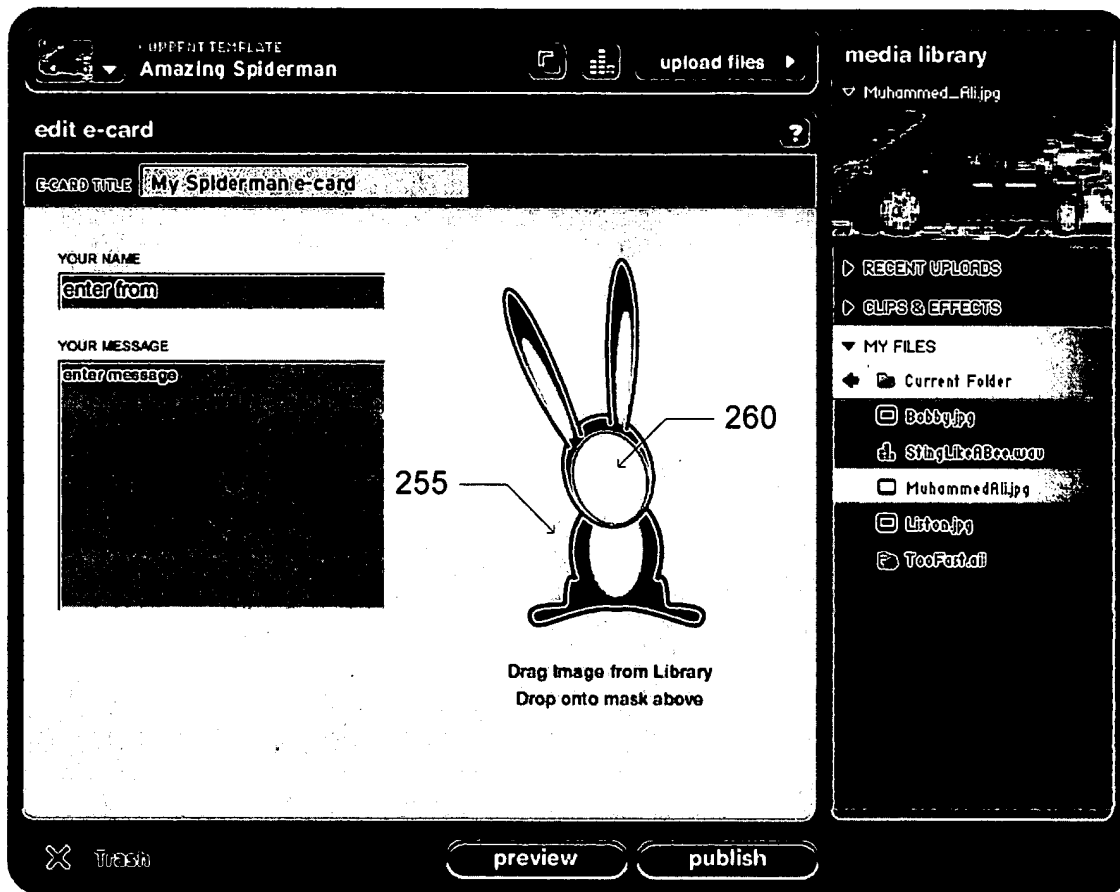 CURRENT TEMPLATE
Amazing Spiderman
upload files
edit e-card
?
E-CARD TITLE
My Spiderman e-card
YOUR NAME
enter from
YOUR MESSAGE
enter message
260
255
Drag Image from Library
Drop onto mask above
Trash
preview
publish
media library
Muhammed_Ali.jpg
RECENT UPLOADS
CLIPS & EFFECTS
MY FILES
Current Folder
Bobby.jpg
StingLikeABee.wav
MuhammedAli.jpg
Liston.jpg
TooFast.aii